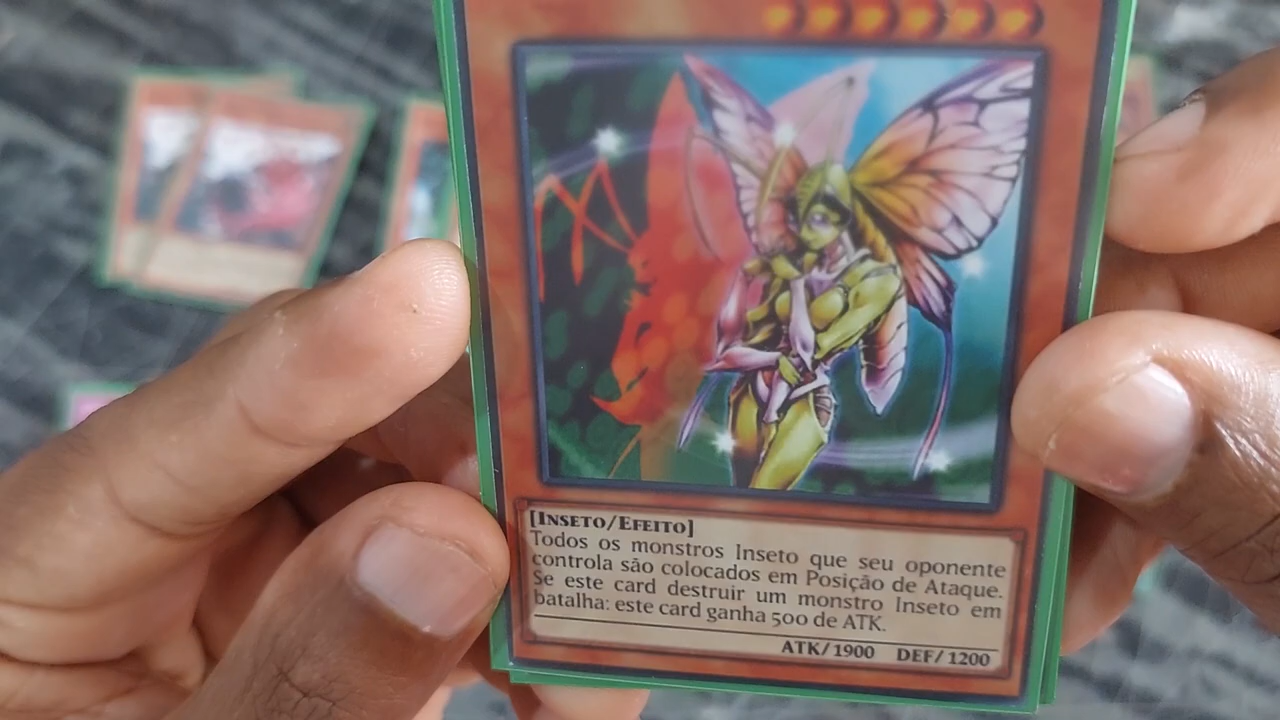 [Inseto/Efeito]
Todos os monstros Inseto que seu oponente
controla são colocados em Posição de Ataque.
Se este card destruir um monstro Inseto em
batalha: este card ganha 500 de ATK.
ATK/1900 DEF/1200